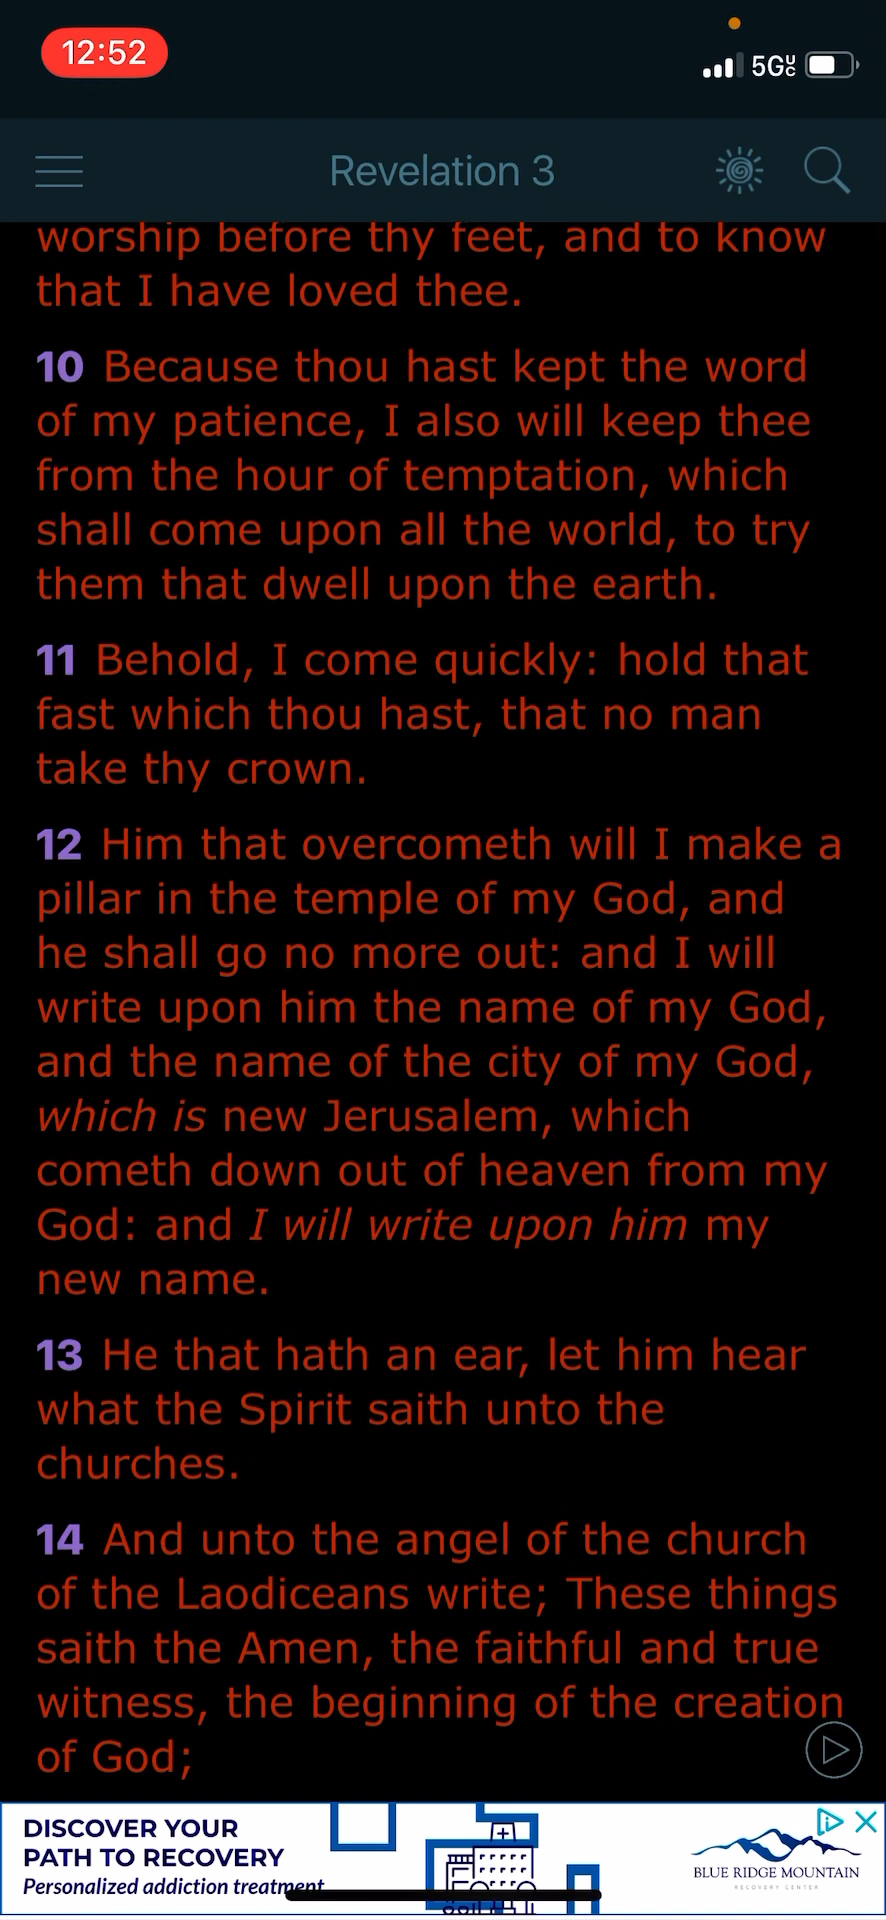 12:52
5GUC
Revelation 3
worship before thy feet, and to know
that I have loved thee.
10 Because thou hast kept the word
of my patience, I also will keep thee
from the hour of temptation, which
shall come upon all the world, to try
them that dwell upon the earth.
11 Behold, I come quickly: hold that
fast which thou hast, that no man
take thy crown.
12 Him that overcometh will I make a
pillar in the temple of my God, and
he shall go no more out: and I will
write upon him the name of my God,
and the name of the city of my God,
which is new Jerusalem, which
cometh down out of heaven from my
God: and I will write upon him my
new name.
13 He that hath an ear, let him hear
what the Spirit saith unto the
churches.
14 And unto the angel of the church
of the Laodiceans write; These things
saith the Amen, the faithful and true
witness, the beginning of the creation
of God;
DISCOVER YOUR
PATH TO RECOVERY
Personalized addiction treatment
BLUE RIDGE MOUNTAIN
RECOVERY CENTER